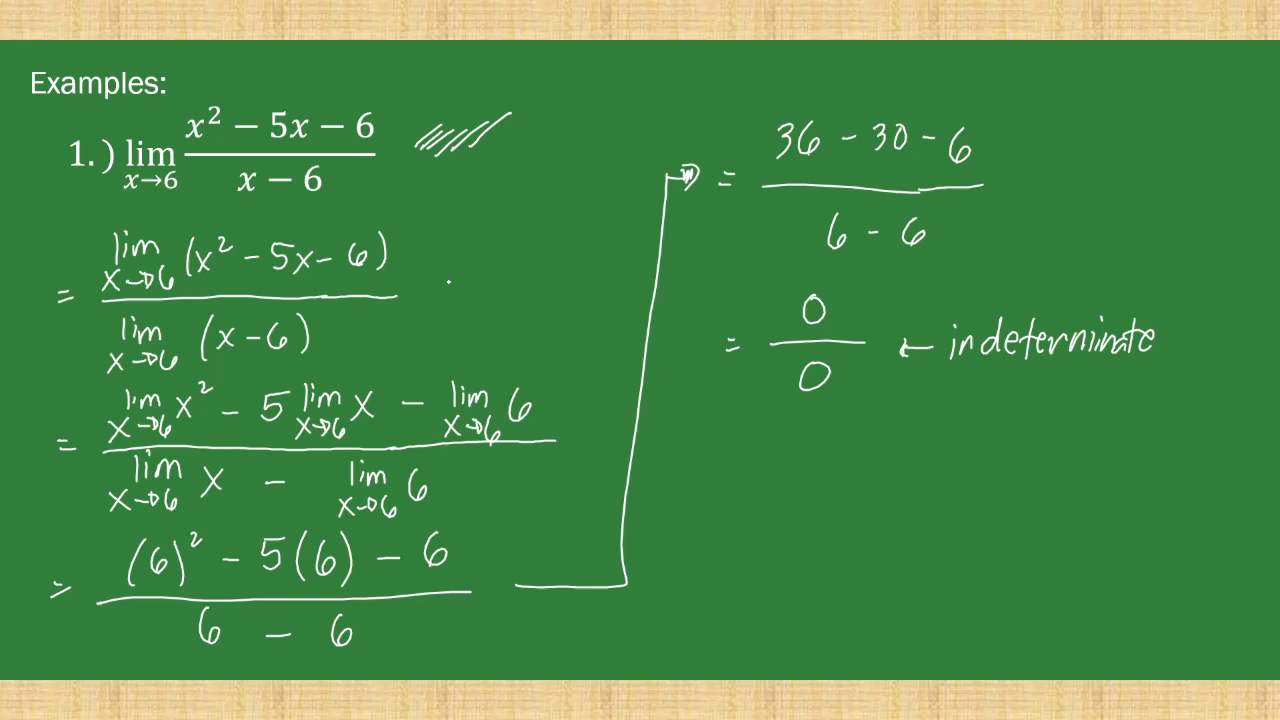 Examples:
1.) lim x→6 (x² − 5x − 6)/(x − 6)
= lim x→6 (x² − 5x − 6)
lim x→6 (x − 6)
= lim x→6 x² − 5 lim x→6 x − lim x→6 6
lim x→6 x − lim x→6 6
= (6)² − 5(6) − 6
6 − 6
= 36 − 30 − 6
6 − 6
= 0
0 ← indeterminate